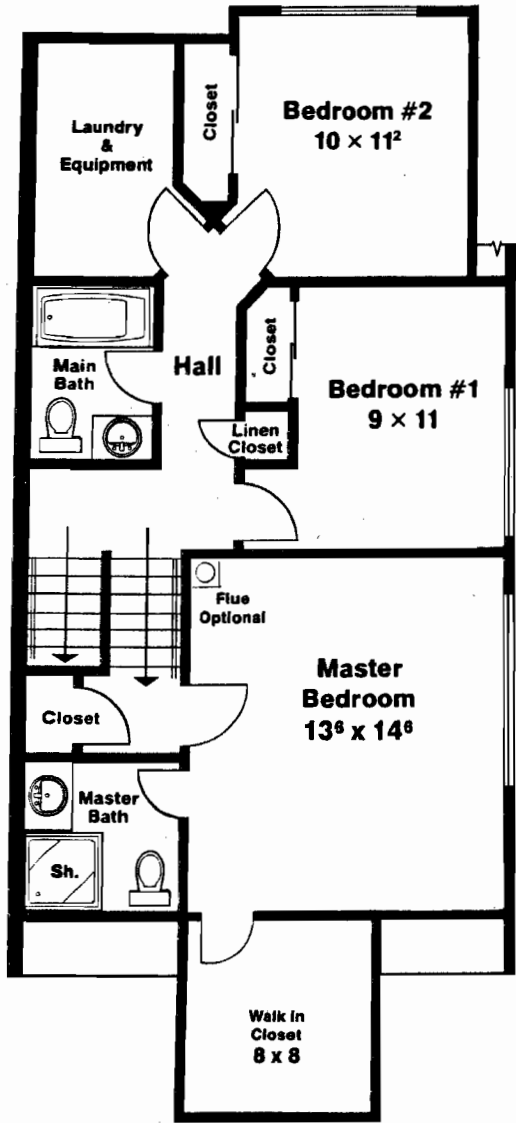 Laundry
&
Equipment
Closet
Bedroom #2
10 × 11²
Main
Bath
Hall
Closet
Bedroom #1
9 × 11
Linen
Closet
Flue
Optional
Master
Bedroom
13⁶ x 14⁶
Closet
Master
Bath
Sh.
Walk in
Closet
8 x 8